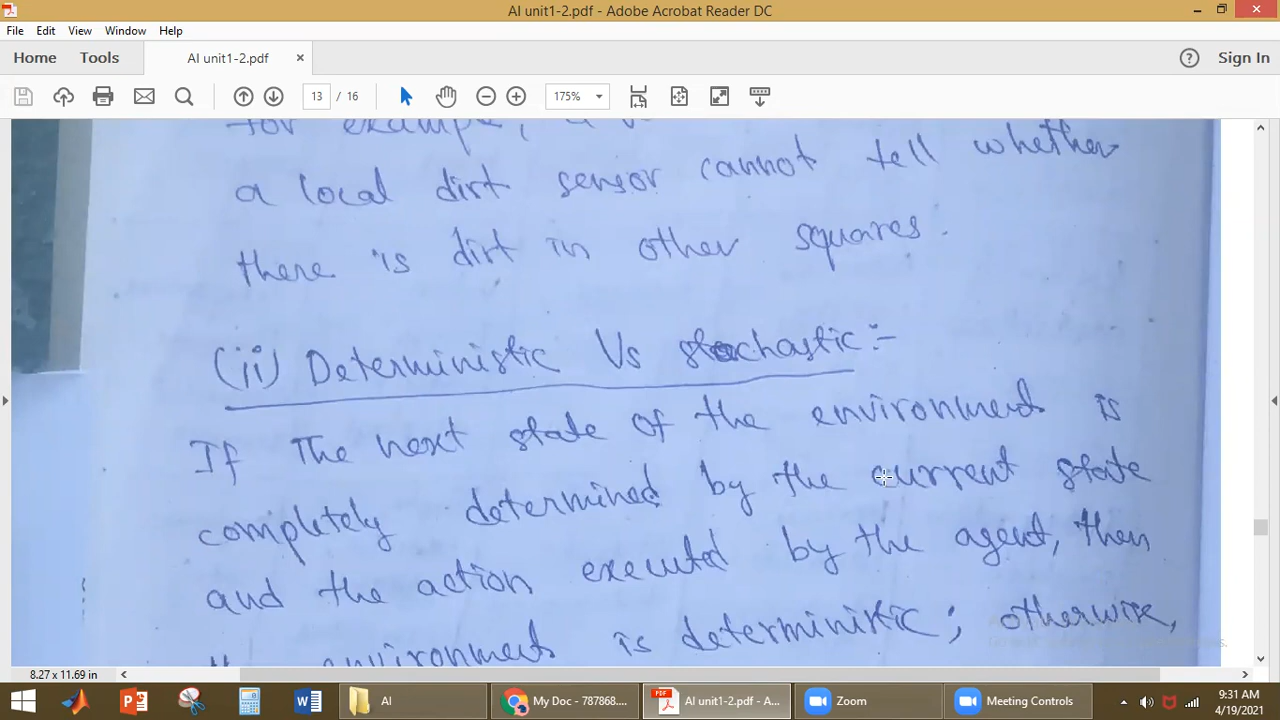 AI unit1-2.pdf - Adobe Acrobat Reader DC
File Edit View Window Help
Home Tools AI unit1-2.pdf × Sign In
13 / 16 175%
for example, a
a local dirt sensor cannot tell whether
there is dirt in other squares.
(ii) Deterministic Vs stochastic :-
If The next state of the environment is
completely determined by the current state
and the action executed by the agent, then
the environment is deterministic; otherwise,
8.27 x 11.69 in
AI My Doc - 787868.... AI unit1-2.pdf - A... Zoom Meeting Controls 9:31 AM
4/19/2021